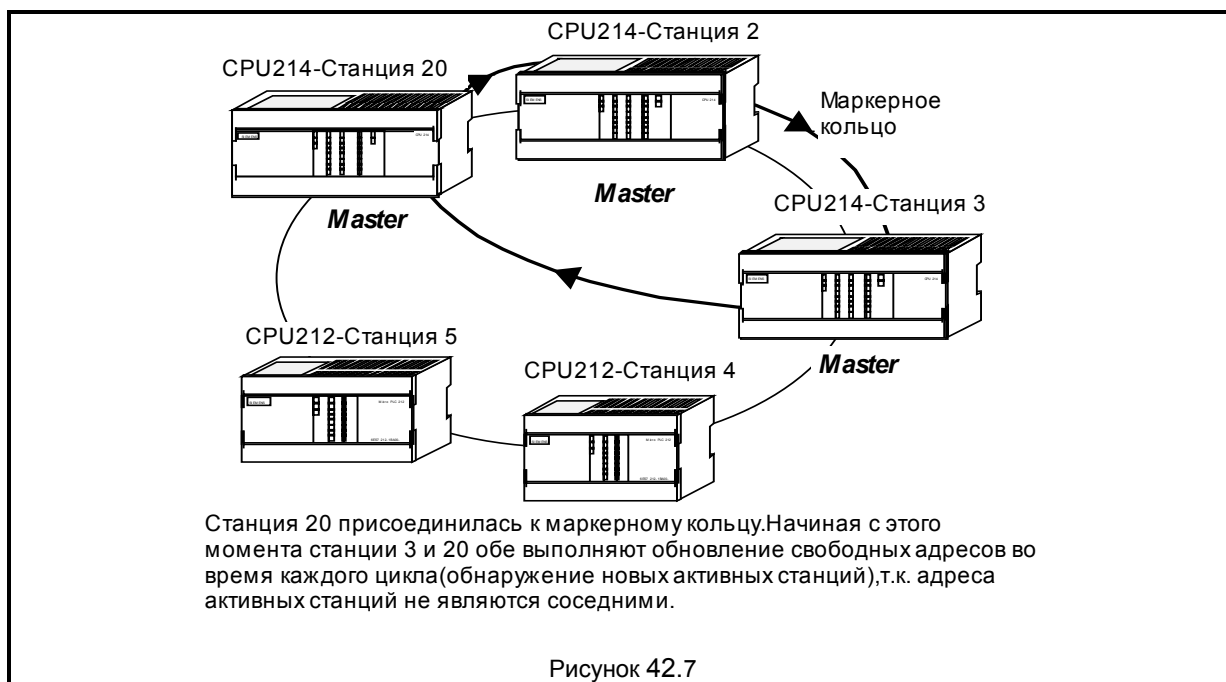 CPU214-Станция 2
CPU214-Станция 20
Маркерное
кольцо
Master
Master
CPU214-Станция 3
CPU212-Станция 5
CPU212-Станция 4
Master
Станция 20 присоединилась к маркерному кольцу.Начиная с этого
момента станции 3 и 20 обе выполняют обновление свободных адресов во
время каждого цикла(обнаружение новых активных станций),т.к. адреса
активных станций не являются соседними.
Рисунок 42.7